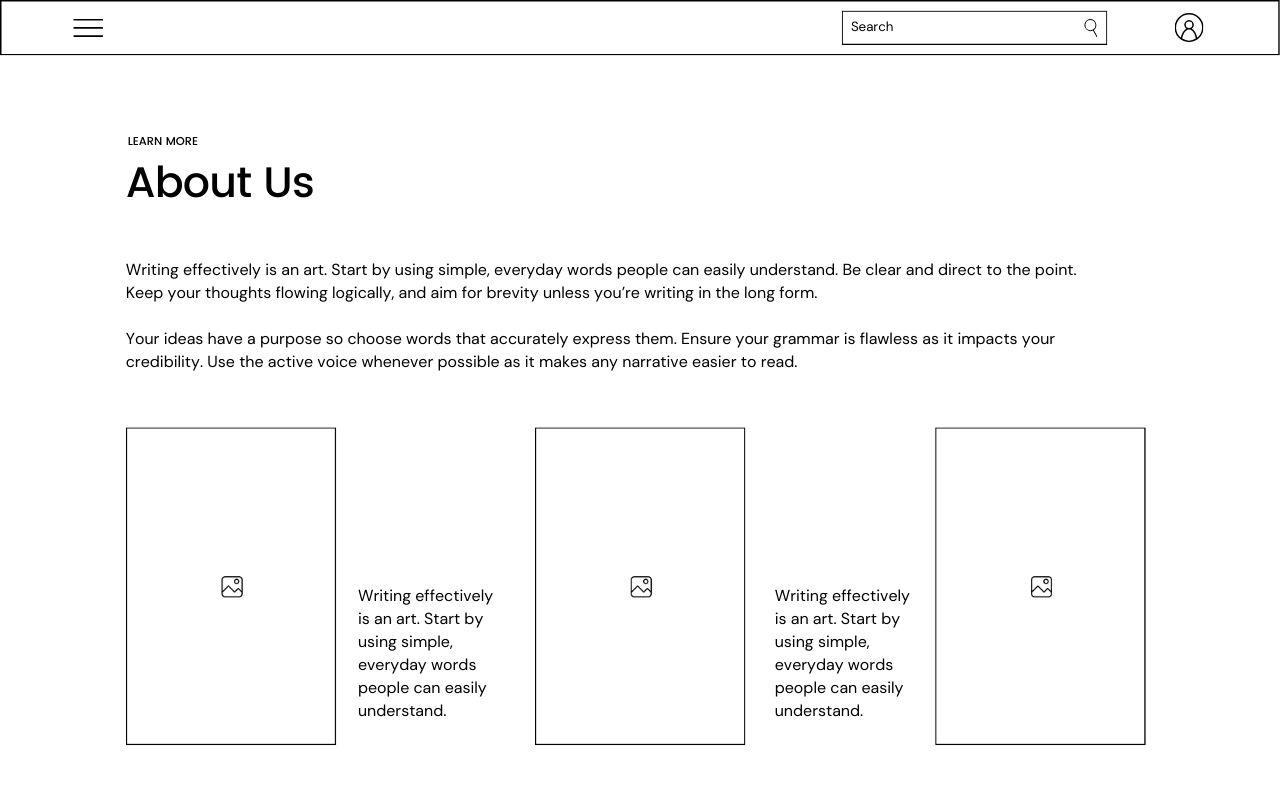 Search
LEARN MORE
About Us
Writing effectively is an art. Start by using simple, everyday words people can easily understand. Be clear and direct to the point.
Keep your thoughts flowing logically, and aim for brevity unless you’re writing in the long form.
Your ideas have a purpose so choose words that accurately express them. Ensure your grammar is flawless as it impacts your
credibility. Use the active voice whenever possible as it makes any narrative easier to read.
Writing effectively
is an art. Start by
using simple,
everyday words
people can easily
understand.
Writing effectively
is an art. Start by
using simple,
everyday words
people can easily
understand.